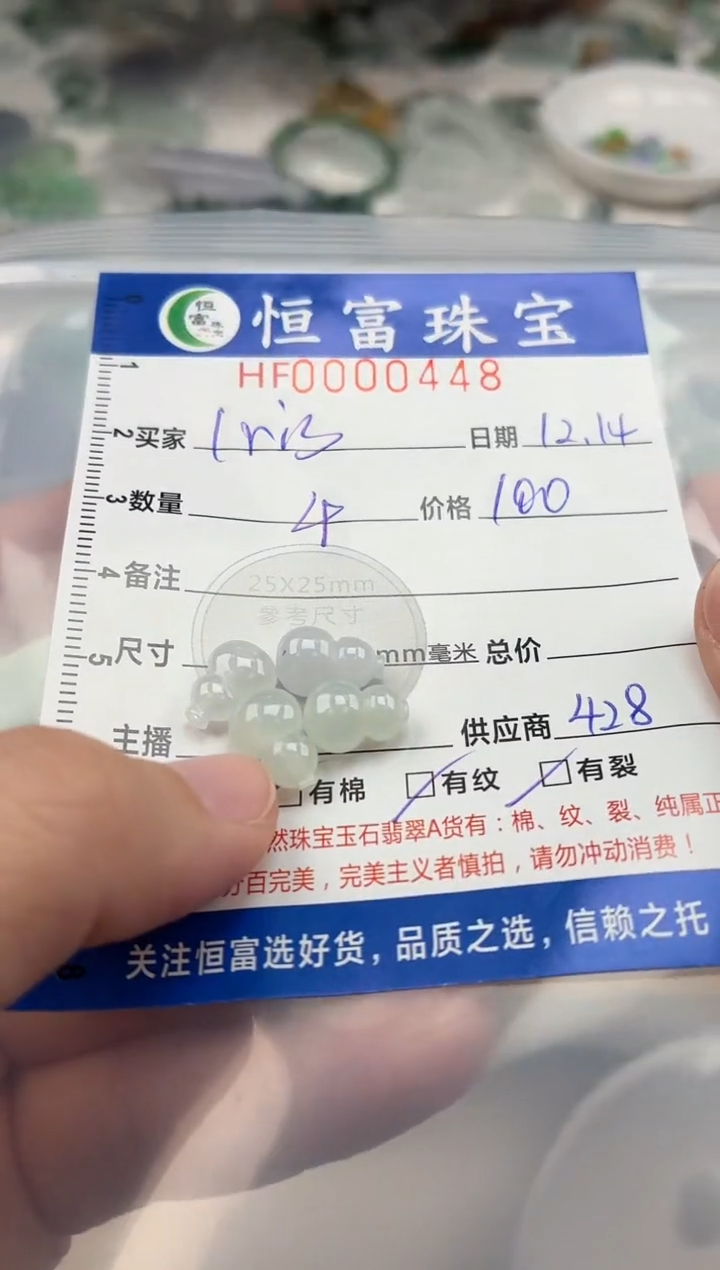 恒富珠宝
HF0000448
买家 Iris 日期 12.14
数量 4 价格 100
备注
25X25mm
參考尺寸
尺寸 mm毫米 总价
主播 供应商 428
有棉 有纹 有裂
然珠宝玉石翡翠A货有：棉、纹、裂、纯属正
分百完美，完美主义者慎拍，请勿冲动消费！
关注恒富选好货，品质之选，信赖之托